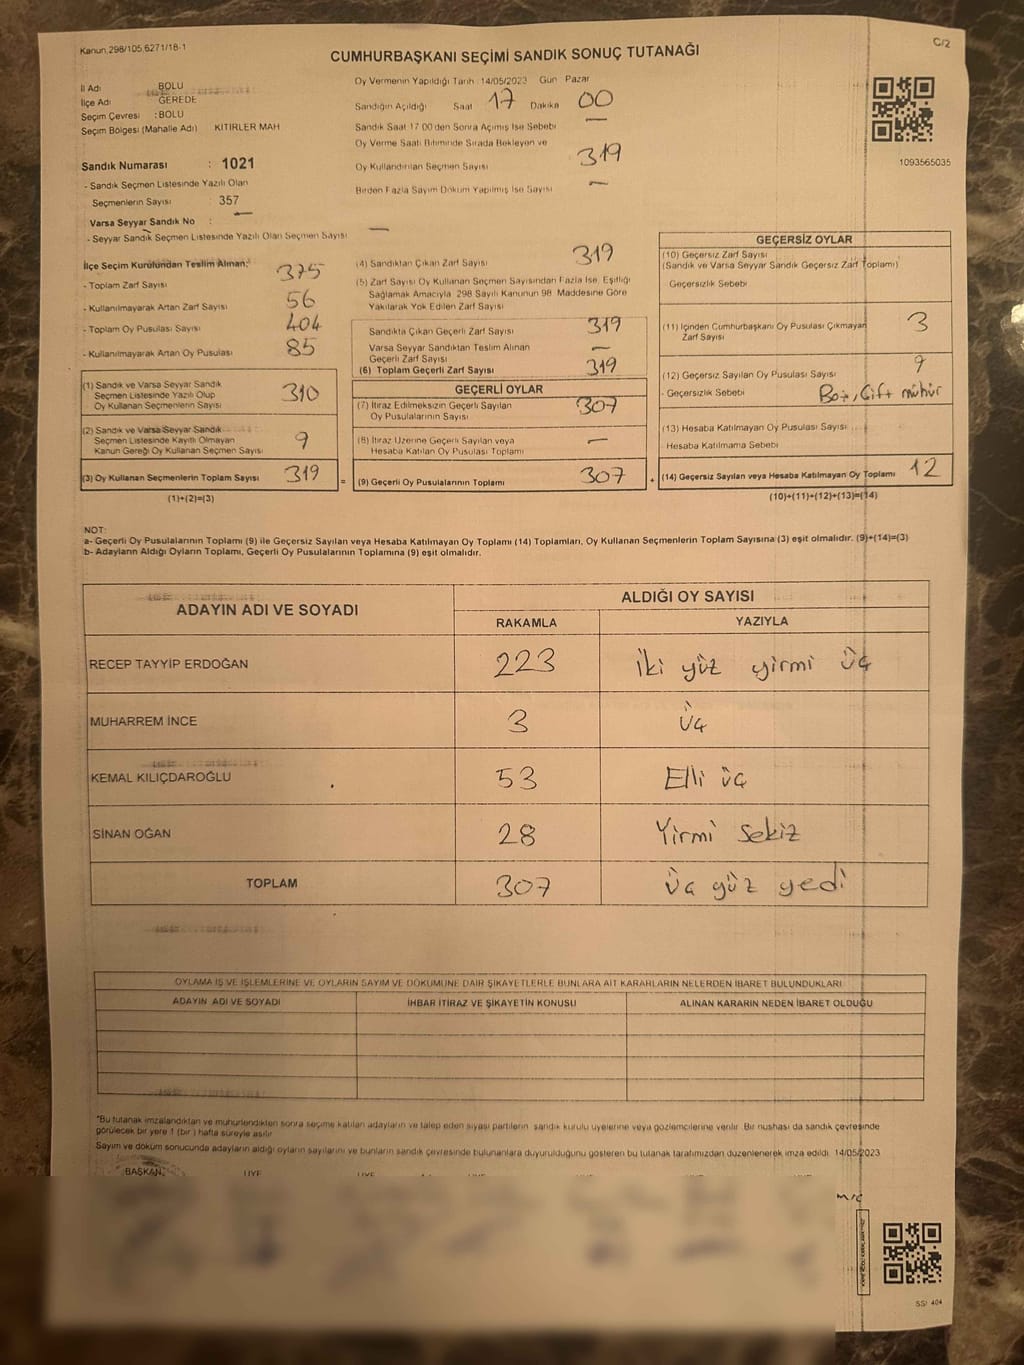 Kanun,298/105,6271/18-1
C/2
CUMHURBAŞKANI SEÇİMİ SANDIK SONUÇ TUTANAĞI
İl Adı BOLU
İlçe Adı GEREDE
Seçim Çevresi : BOLU
Seçim Bölgesi (Mahalle Adı) KITIRLER MAH
Sandık Numarası : 1021
- Sandık Seçmen Listesinde Yazılı Olan
Seçmenlerin Sayısı : 357
Varsa Seyyar Sandık No :
- Seyyar Sandık Seçmen Listesinde Yazılı Olan Seçmen Sayısı —
Oy Vermenin Yapıldığı Tarih 14/05/2023 Gün Pazar
Sandığın Açıldığı Saat 17 Dakika 00
Sandık Saat 17 00'den Sonra Açılmış İse Sebebi —
Oy Verme Saati Bitiminde Sırada Bekleyen ve
Oy Kullandırılan Seçmen Sayısı 319
Birden Fazla Sayım Döküm Yapılmış İse Sayısı —
1093565035
İlçe Seçim Kurulundan Teslim Alınan;
- Toplam Zarf Sayısı 375
- Kullanılmayarak Artan Zarf Sayısı 56
- Toplam Oy Pusulası Sayısı 404
- Kullanılmayarak Artan Oy Pusulası 85
(1) Sandık ve Varsa Seyyar Sandık
Seçmen Listesinde Yazılı Olup
Oy Kullanan Seçmenlerin Sayısı 310
(2) Sandık ve Varsa Seyyar Sandık
Seçmen Listesinde Kayıtlı Olmayan
Kanun Gereği Oy Kullanan Seçmen Sayısı 9
(3) Oy Kullanan Seçmenlerin Toplam Sayısı 319 =
(1)+(2)=(3)
(4) Sandıktan Çıkan Zarf Sayısı 319
(5) Zarf Sayısı Oy Kullanan Seçmen Sayısından Fazla İse, Eşitliği
Sağlamak Amacıyla 298 Sayılı Kanunun 98 Maddesine Göre
Yakılarak Yok Edilen Zarf Sayısı
Sandıkta Çıkan Geçerli Zarf Sayısı 319
Varsa Seyyar Sandıktan Teslim Alınan
Geçerli Zarf Sayısı —
(6) Toplam Geçerli Zarf Sayısı 319
GEÇERLİ OYLAR
(7) İtiraz Edilmeksizin Geçerli Sayılan
Oy Pusulalarının Sayısı 307
(8) İtiraz Üzerine Geçerli Sayılan veya
Hesaba Katılan Oy Pusulası Toplamı —
(9) Geçerli Oy Pusulalarının Toplamı 307 +
GEÇERSİZ OYLAR
(10) Geçersiz Zarf Sayısı
(Sandık ve Varsa Seyyar Sandık Geçersiz Zarf Toplamı)
Geçersizlik Sebebi
(11) İçinden Cumhurbaşkanı Oy Pusulası Çıkmayan
Zarf Sayısı 3
(12) Geçersiz Sayılan Oy Pusulası Sayısı 9
- Geçersizlik Sebebi Boş, Çift mühür
(13) Hesaba Katılmayan Oy Pusulası Sayısı
Hesaba Katılmama Sebebi
(14) Geçersiz Sayılan veya Hesaba Katılmayan Oy Toplamı 12
(10)+(11)+(12)+(13)=(14)
NOT:
a- Geçerli Oy Pusulalarının Toplamı (9) ile Geçersiz Sayılan veya Hesaba Katılmayan Oy Toplamı (14) Toplamları, Oy Kullanan Seçmenlerin Toplam Sayısına (3) eşit olmalıdır. (9)+(14)=(3)
b- Adayların Aldığı Oyların Toplamı, Geçerli Oy Pusulalarının Toplamına (9) eşit olmalıdır.
ADAYIN ADI VE SOYADI
ALDIĞI OY SAYISI
RAKAMLA YAZIYLA
RECEP TAYYİP ERDOĞAN 223 İki yüz yirmi üç
MUHARREM İNCE 3 Üç
KEMAL KILIÇDAROĞLU 53 Elli üç
SİNAN OĞAN 28 Yirmi sekiz
TOPLAM 307 Üç yüz yedi
OYLAMA İŞ VE İŞLEMLERİNE VE OYLARIN SAYIM VE DÖKÜMÜNE DAİR ŞİKAYETLERLE BUNLARA AİT KARARLARIN NELERDEN İBARET BULUNDUKLARI
ADAYIN ADI VE SOYADI İHBAR İTİRAZ VE ŞİKAYETİN KONUSU ALINAN KARARIN NEDEN İBARET OLDUĞU
*Bu tutanak imzalandıktan ve mühürlendikten sonra seçime katılan adayların ve talep eden siyasi partilerin sandık kurulu üyelerine veya gözlemcilerine verilir. Bir nüshası da sandık çevresinde
görülecek bir yere 1 (bir) hafta süreyle asılır
Sayım ve döküm sonucunda adayların aldığı oyların sayılarını ve bunların sandık çevresinde bulunanlara duyurulduğunu gösteren bu tutanak tarafımızdan düzenlenerek imza edildi. 14/05/2023
BAŞKAN
SSİ 404